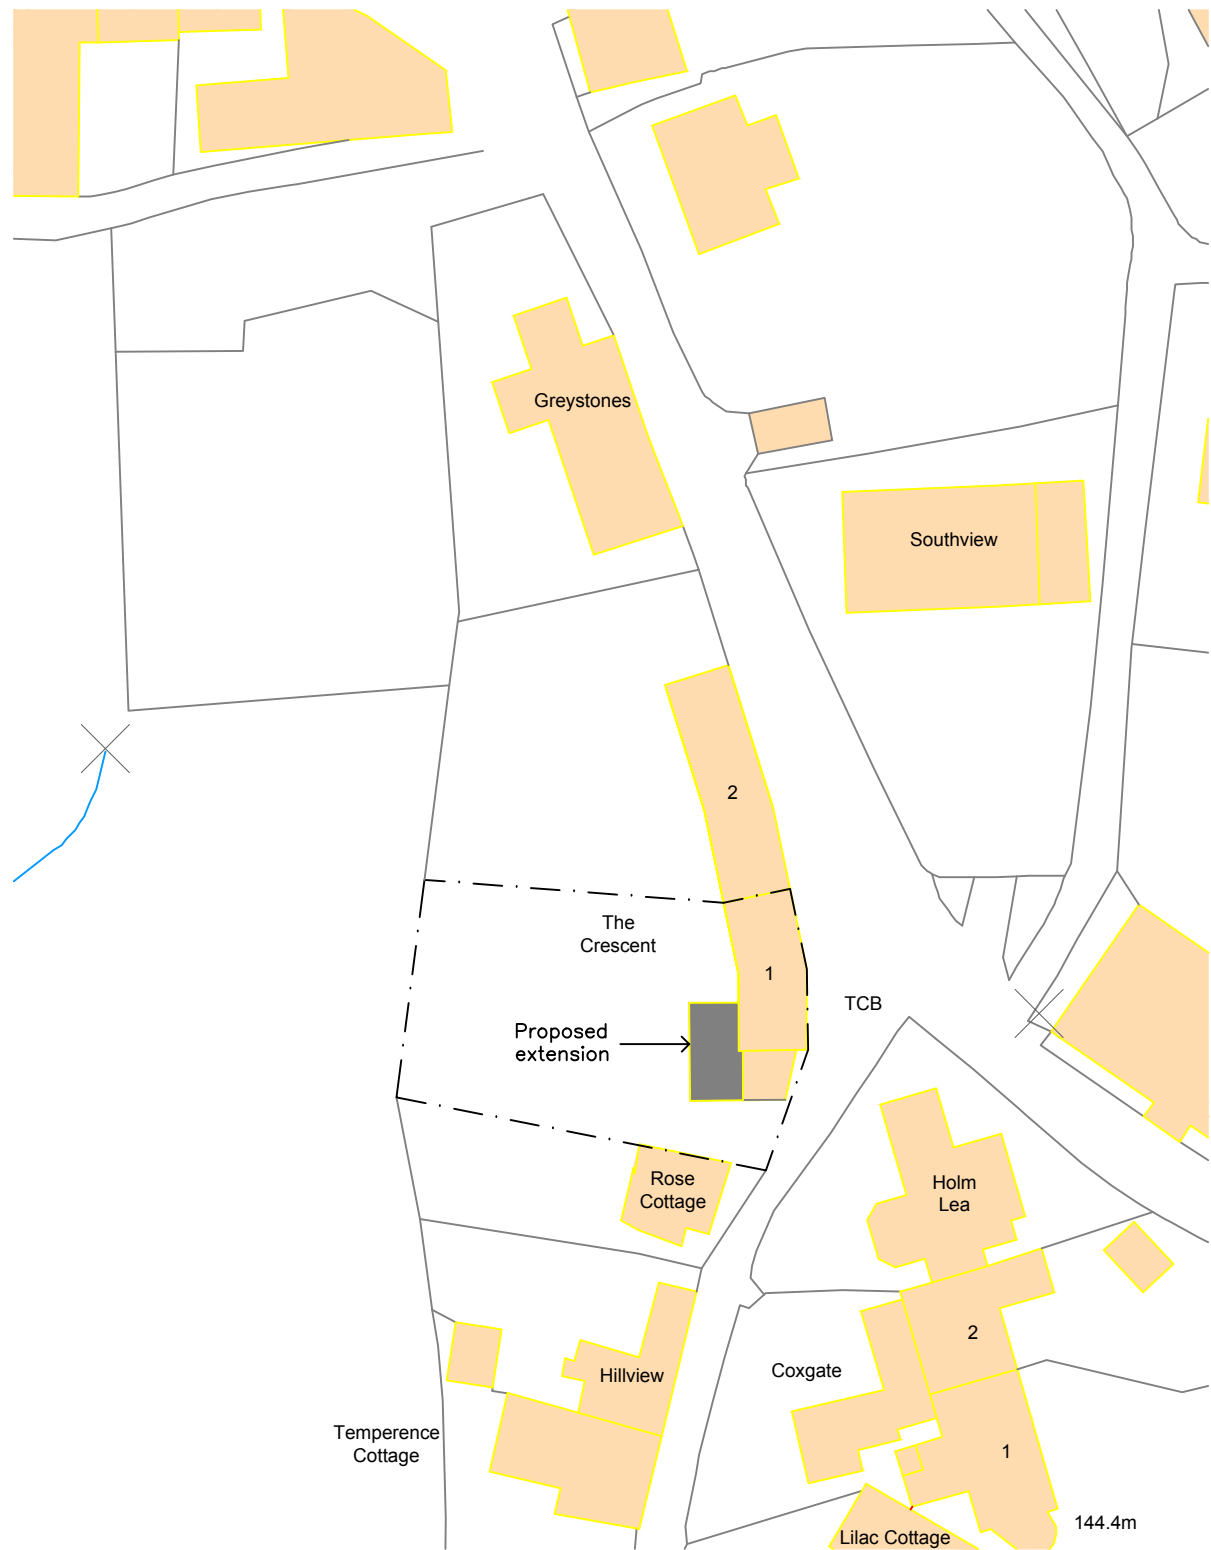 Greystones
Southview
2
The
Crescent
1
TCB
Proposed
extension
Rose
Cottage
Holm
Lea
2
Coxgate
Hillview
Temperence
Cottage
1
144.4m
Lilac Cottage